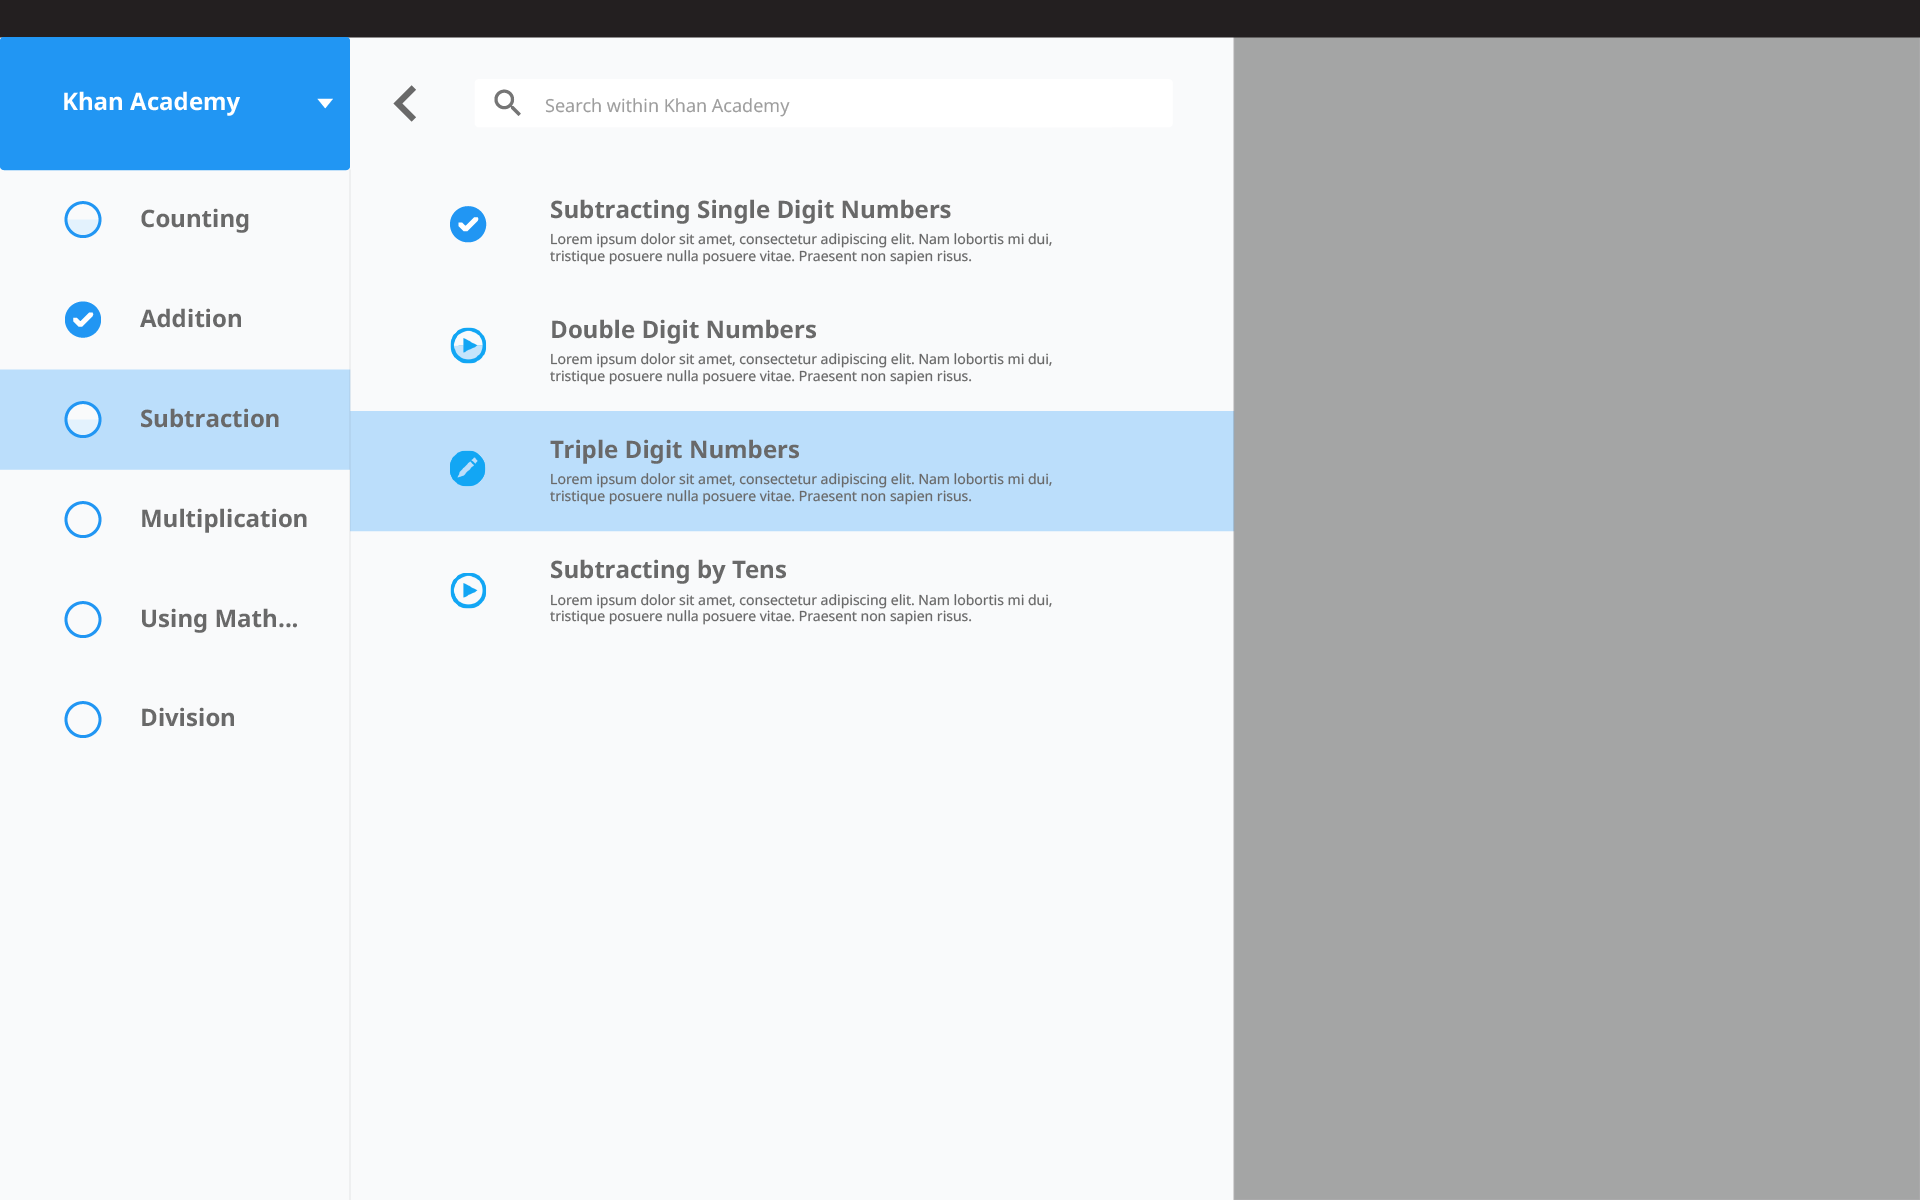 Khan Academy
Search within Khan Academy
Counting
Addition
Subtraction
Multiplication
Using Math...
Division
Subtracting Single Digit Numbers
Lorem ipsum dolor sit amet, consectetur adipiscing elit. Nam lobortis mi dui,
tristique posuere nulla posuere vitae. Praesent non sapien risus.
Double Digit Numbers
Lorem ipsum dolor sit amet, consectetur adipiscing elit. Nam lobortis mi dui,
tristique posuere nulla posuere vitae. Praesent non sapien risus.
Triple Digit Numbers
Lorem ipsum dolor sit amet, consectetur adipiscing elit. Nam lobortis mi dui,
tristique posuere nulla posuere vitae. Praesent non sapien risus.
Subtracting by Tens
Lorem ipsum dolor sit amet, consectetur adipiscing elit. Nam lobortis mi dui,
tristique posuere nulla posuere vitae. Praesent non sapien risus.